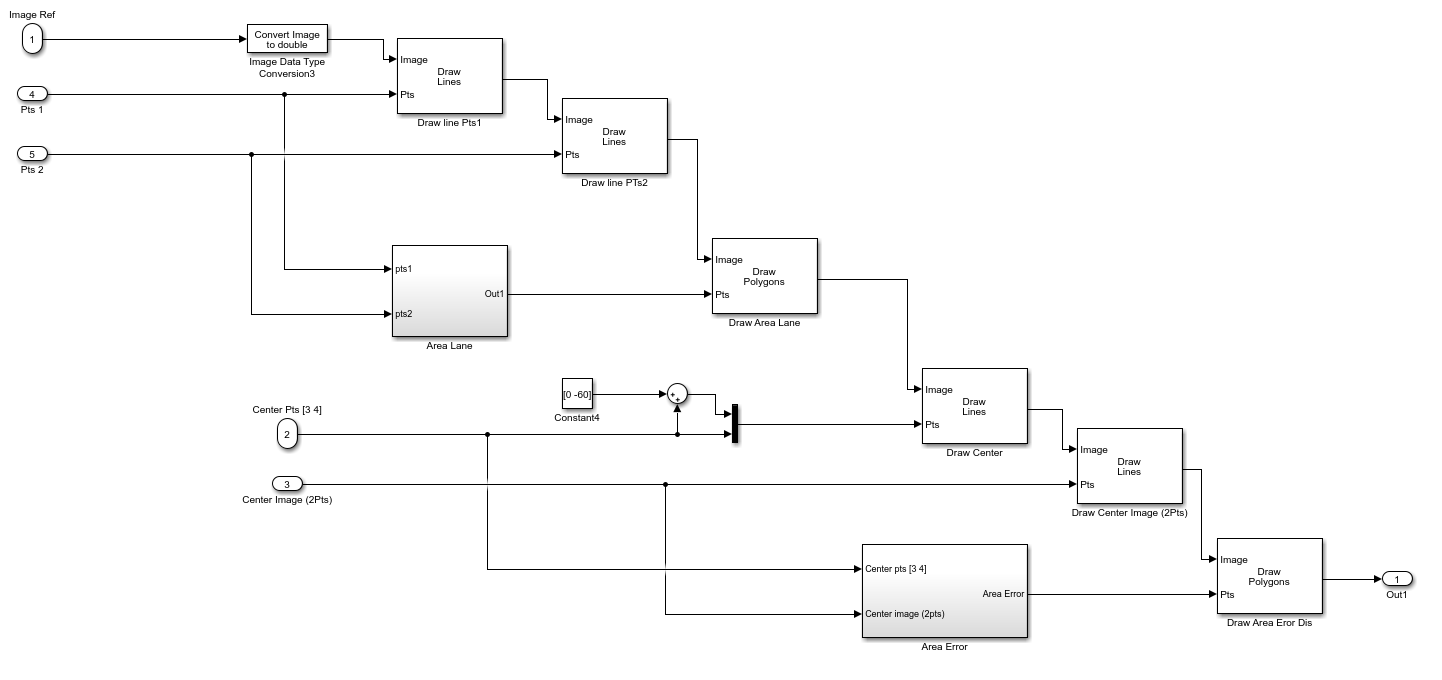 Image Ref
1
Convert Image
to double
Image Data Type
Conversion3
4
Pts 1
5
Pts 2
Image
Pts
Draw
Lines
Draw line Pts1
Image
Pts
Draw
Lines
Draw line PTs2
pts1
pts2
Out1
Area Lane
Image
Pts
Draw
Polygons
Draw Area Lane
[0 -60]
Constant4
++
Center Pts [3 4]
2
3
Center Image (2Pts)
Image
Pts
Draw
Lines
Draw Center
Image
Pts
Draw
Lines
Draw Center Image (2Pts)
Center pts [3 4]
Center image (2pts)
Area Error
Area Error
Image
Pts
Draw
Polygons
Draw Area Eror Dis
1
Out1